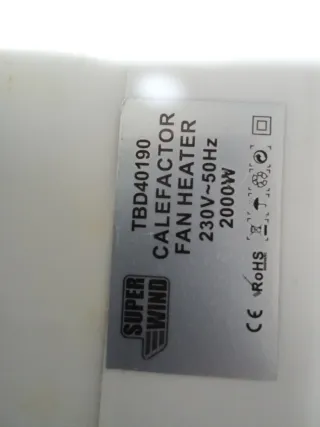 TBD40190
CALEFACTOR
FAN HEATER
230V~50Hz
2000W
SUPER
WIND
CE RoHS